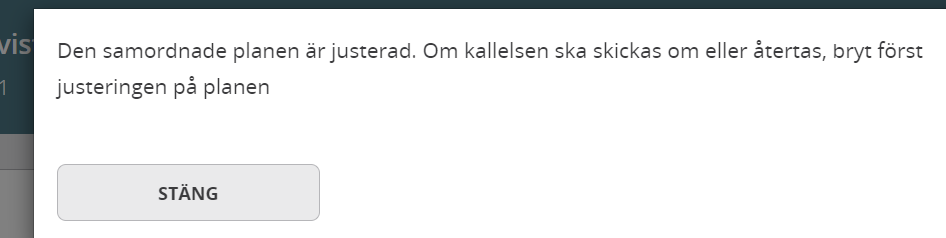 Den samordnade planen är justerad. Om kallelsen ska skickas om eller återtas, bryt först
justeringen på planen
STÄNG